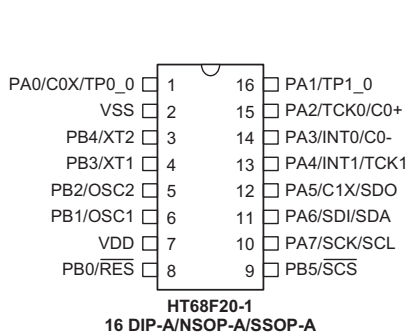 PA0/C0X/TP0_0 1 16 PA1/TP1_0
VSS 2 15 PA2/TCK0/C0+
PB4/XT2 3 14 PA3/INT0/C0-
PB3/XT1 4 13 PA4/INT1/TCK1
PB2/OSC2 5 12 PA5/C1X/SDO
PB1/OSC1 6 11 PA6/SDI/SDA
VDD 7 10 PA7/SCK/SCL
PB0/RES 8 9 PB5/SCS
HT68F20-1
16 DIP-A/NSOP-A/SSOP-A